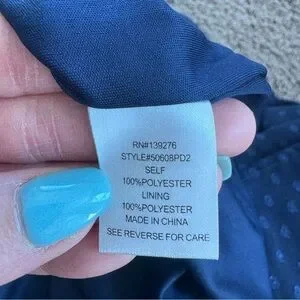 RN#139276
STYLE#50608PD2
SELF
100%POLYESTER
LINING
100%POLYESTER
MADE IN CHINA
SEE REVERSE FOR CARE